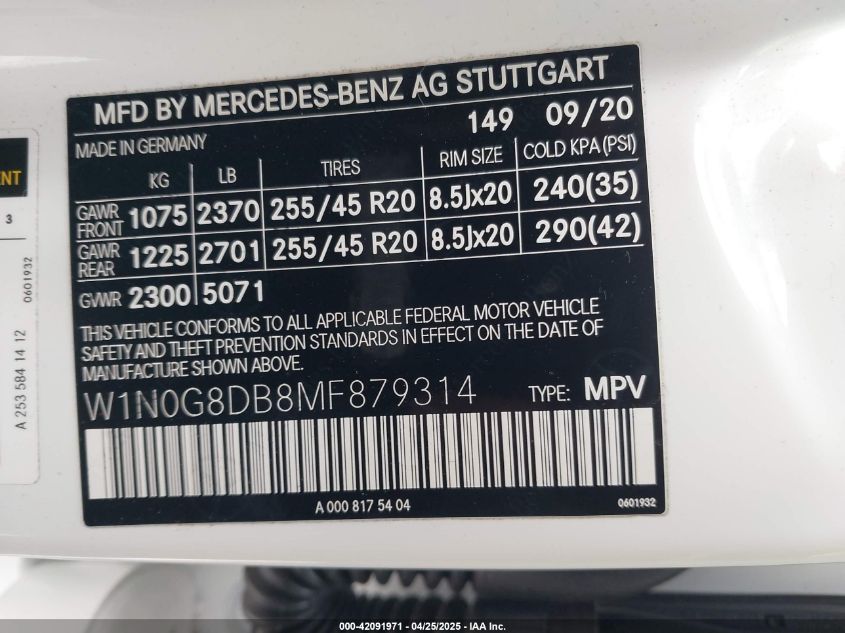 MFD BY MERCEDES-BENZ AG STUTTGART
149 09/20
MADE IN GERMANY
KG LB TIRES RIM SIZE COLD KPA(PSI)
GAWR FRONT 1075 2370 255/45 R20 8.5Jx20 240(35)
GAWR REAR 1225 2701 255/45 R20 8.5Jx20 290(42)
GVWR 2300 5071
THIS VEHICLE CONFORMS TO ALL APPLICABLE FEDERAL MOTOR VEHICLE
SAFETY AND THEFT PREVENTION STANDARDS IN EFFECT ON THE DATE OF
MANUFACTURE SHOWN ABOVE.
W1N0G8DB8MF879314 TYPE: MPV
A 000 817 54 04 0601932
3
0601932
A 253 584 14 12
000-42091971 | 04/25/2025 - IAA Inc.